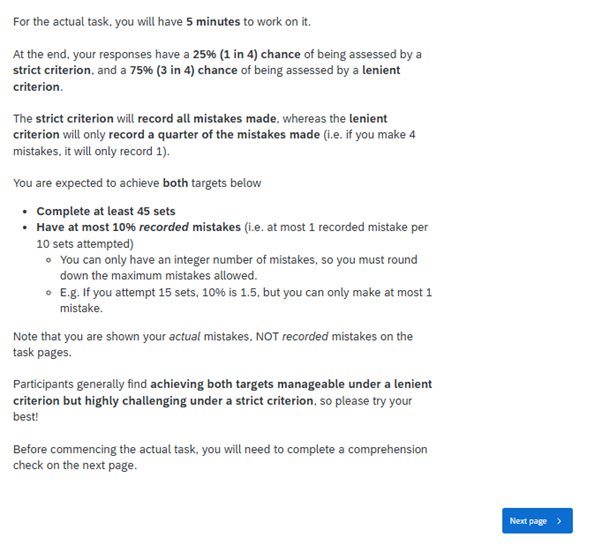 For the actual task, you will have 5 minutes to work on it.
At the end, your responses have a 25% (1 in 4) chance of being assessed by a
strict criterion, and a 75% (3 in 4) chance of being assessed by a lenient
criterion.
The strict criterion will record all mistakes made, whereas the lenient
criterion will only record a quarter of the mistakes made (i.e. if you make 4
mistakes, it will only record 1).
You are expected to achieve both targets below
• Complete at least 45 sets
• Have at most 10% recorded mistakes (i.e. at most 1 recorded mistake per
10 sets attempted)
○ You can only have an integer number of mistakes, so you must round
down the maximum mistakes allowed.
○ E.g. If you attempt 15 sets, 10% is 1.5, but you can only make at most 1
mistake.
Note that you are shown your actual mistakes, NOT recorded mistakes on the
task pages.
Participants generally find achieving both targets manageable under a lenient
criterion but highly challenging under a strict criterion, so please try your
best!
Before commencing the actual task, you will need to complete a comprehension
check on the next page.
Next page